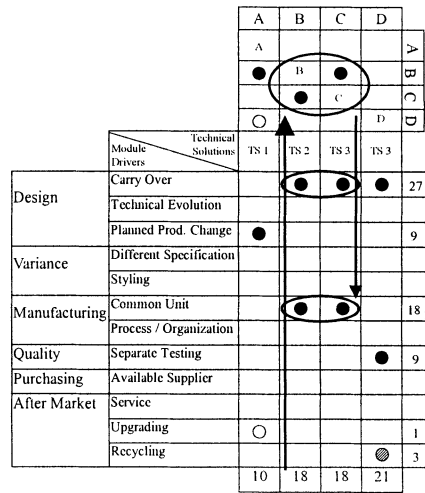 A B C D
A A
B B
C C
D D
Technical
Module Solutions TS 1 TS 2 TS 3 TS 3
Drivers
Carry Over 27
Design
Technical Evolution
Planned Prod. Change 9
Different Specification
Variance
Styling
Manufacturing Common Unit 18
Process / Organization
Quality Separate Testing 9
Purchasing Available Supplier
After Market Service
Upgrading 1
Recycling 3
10 18 18 21